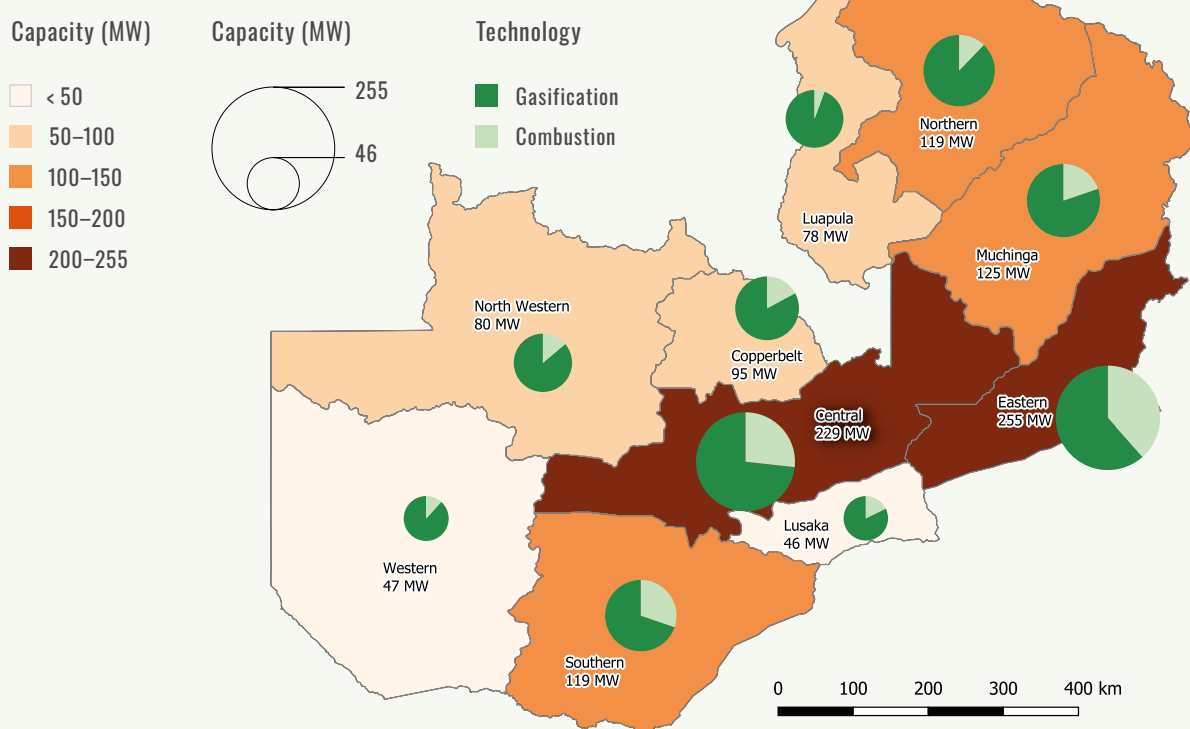 Capacity (MW)
< 50
50–100
100–150
150–200
200–255
Capacity (MW)
255
46
Technology
Gasification
Combustion
Northern
119 MW
Luapula
78 MW
Muchinga
125 MW
North Western
80 MW
Copperbelt
95 MW
Central
229 MW
Eastern
255 MW
Lusaka
46 MW
Western
47 MW
Southern
119 MW
0 100 200 300 400 km